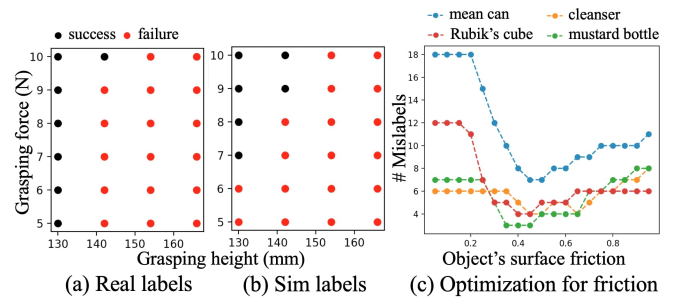 success failure
Grasping force (N)
10
9
8
7
6
5
130 140 150 160
10
9
8
7
6
5
130 140 150 160
Grasping height (mm)
(a) Real labels
(b) Sim labels
mean can cleanser
Rubik's cube mustard bottle
# Mislabels
18
16
14
12
10
8
6
4
0.2 0.4 0.6 0.8
Object's surface friction
(c) Optimization for friction